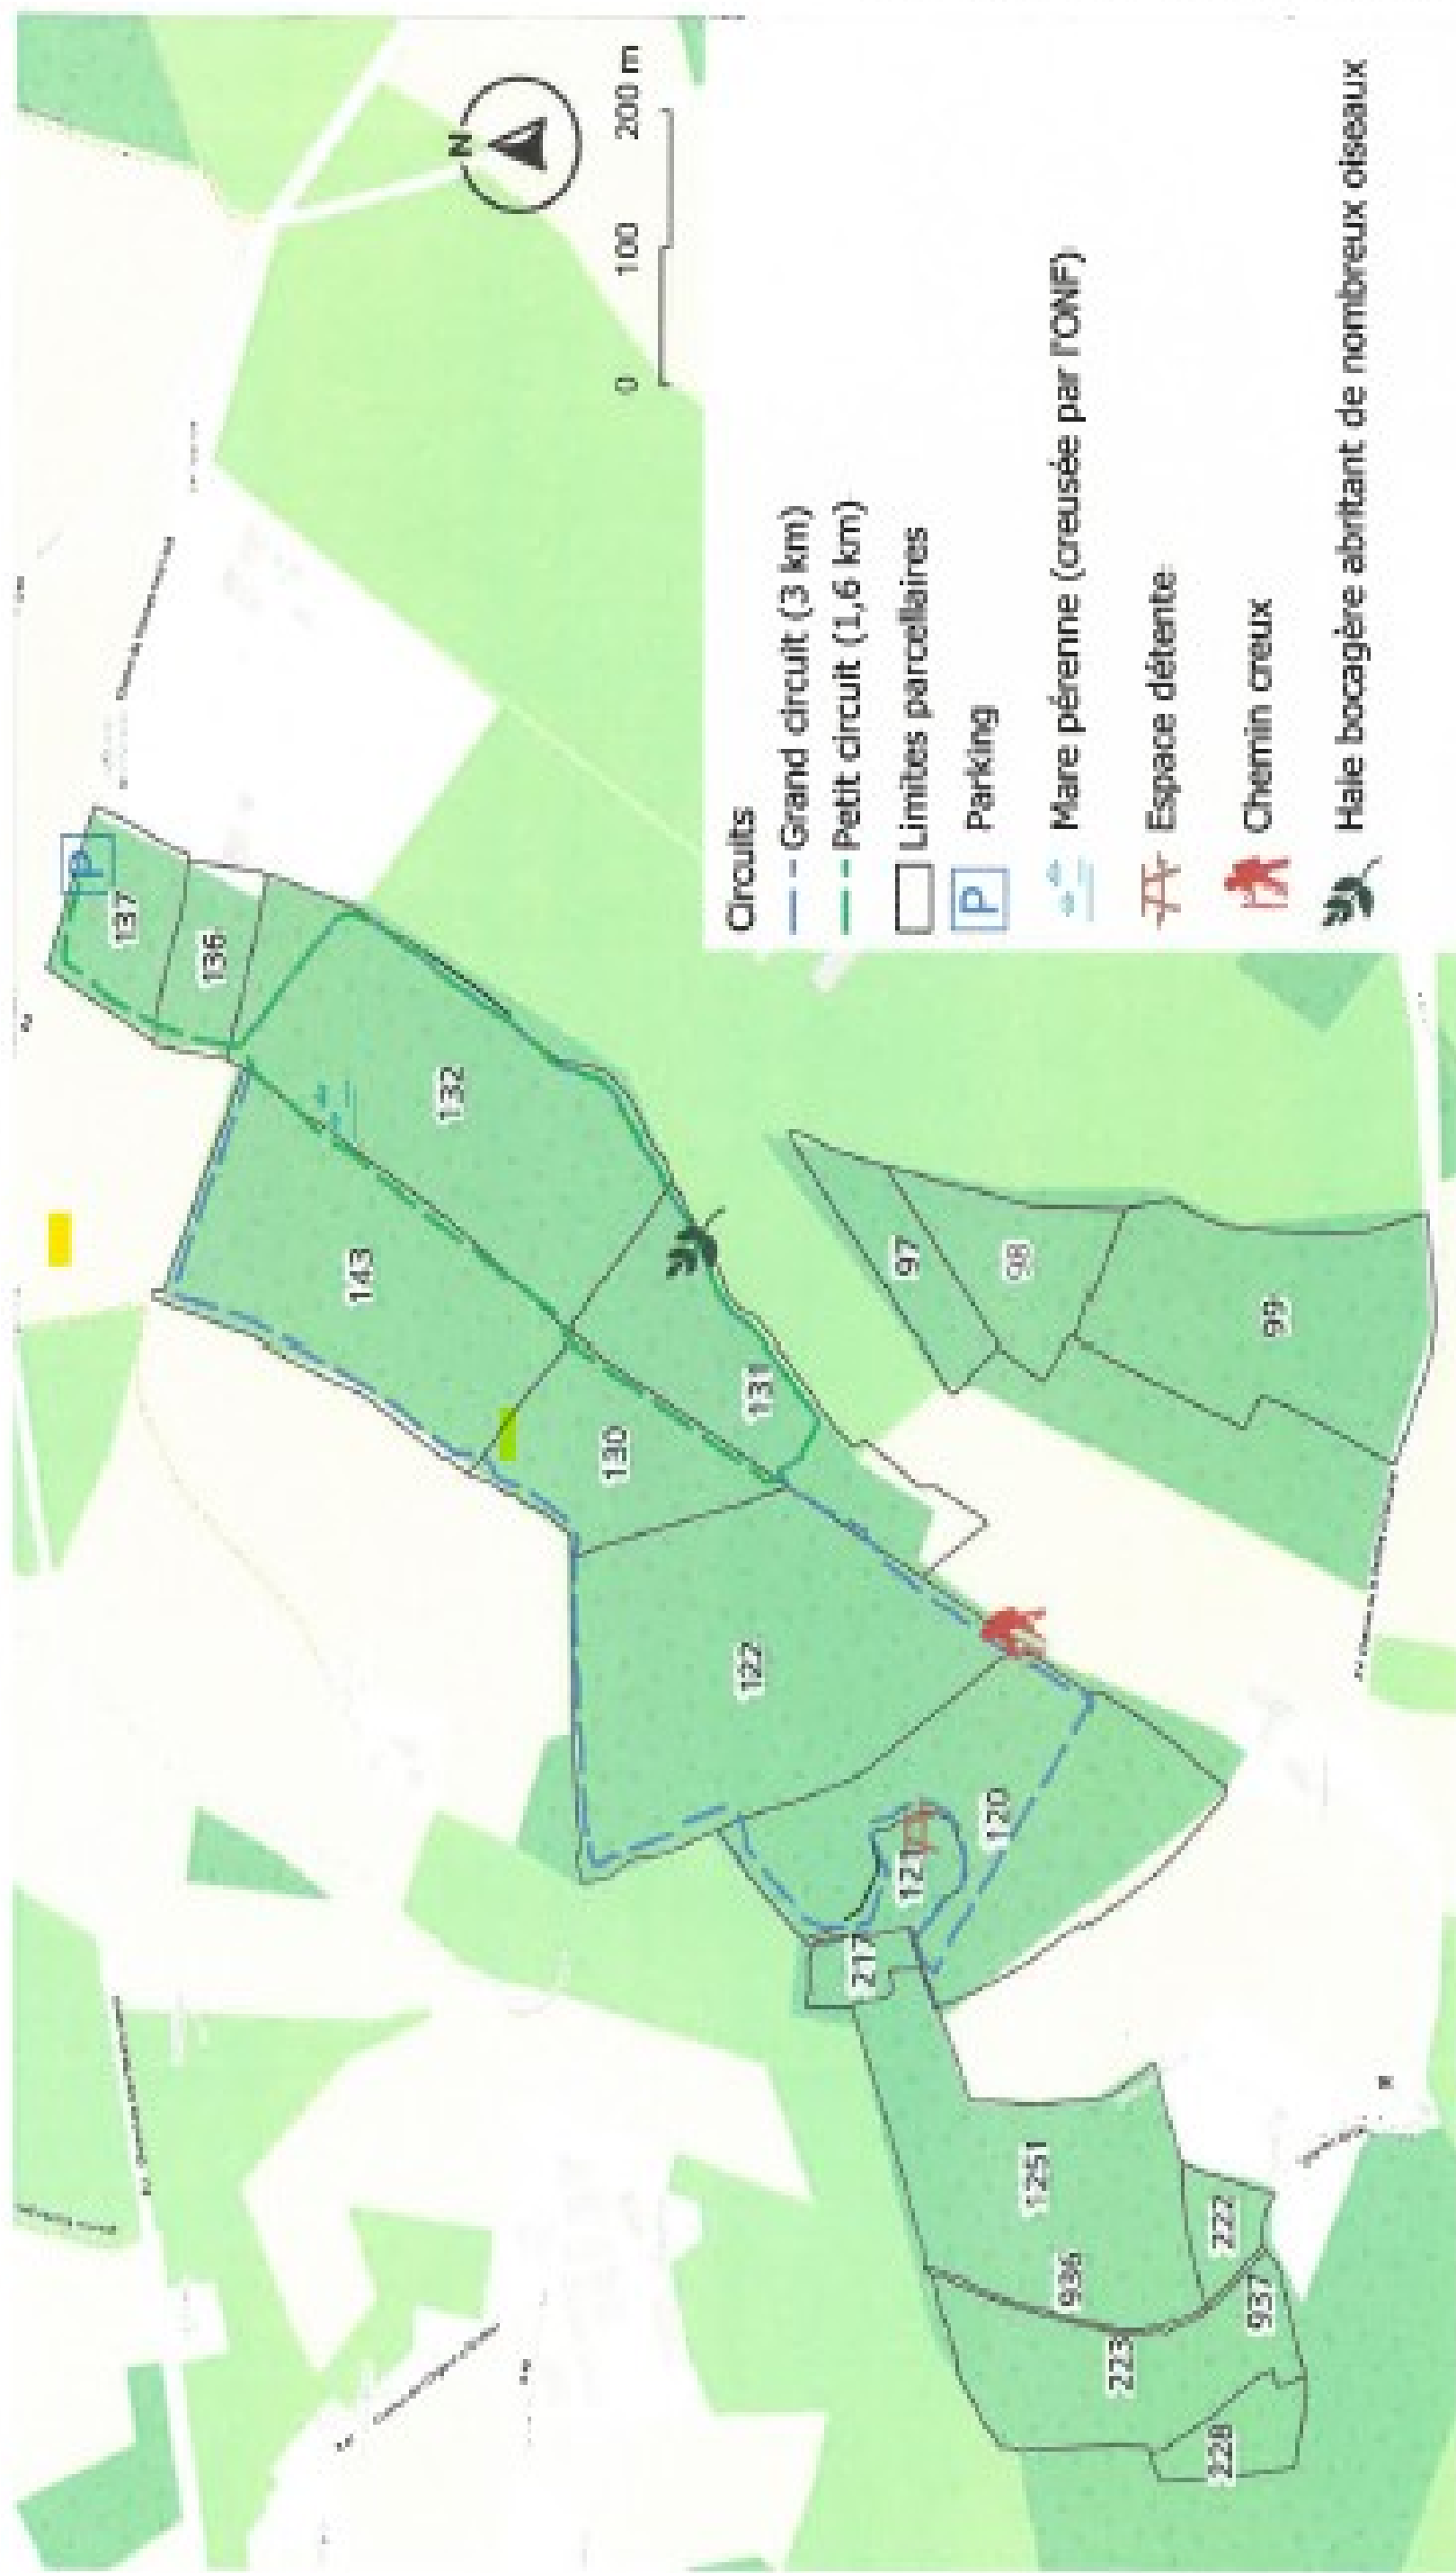 N
0 100 200 m
Circuits
Grand circuit (3 km)
Petit circuit (1,6 km)
Limites parcellaires
P Parking
Mare pérenne (creusée par l'ONF)
Espace détente
Chemin creux
Haie bocagère abritant de nombreux oiseaux
P
137
136
132
143
131
130
122
97
98
99
120
121
217
1251
936
222
937
223
228